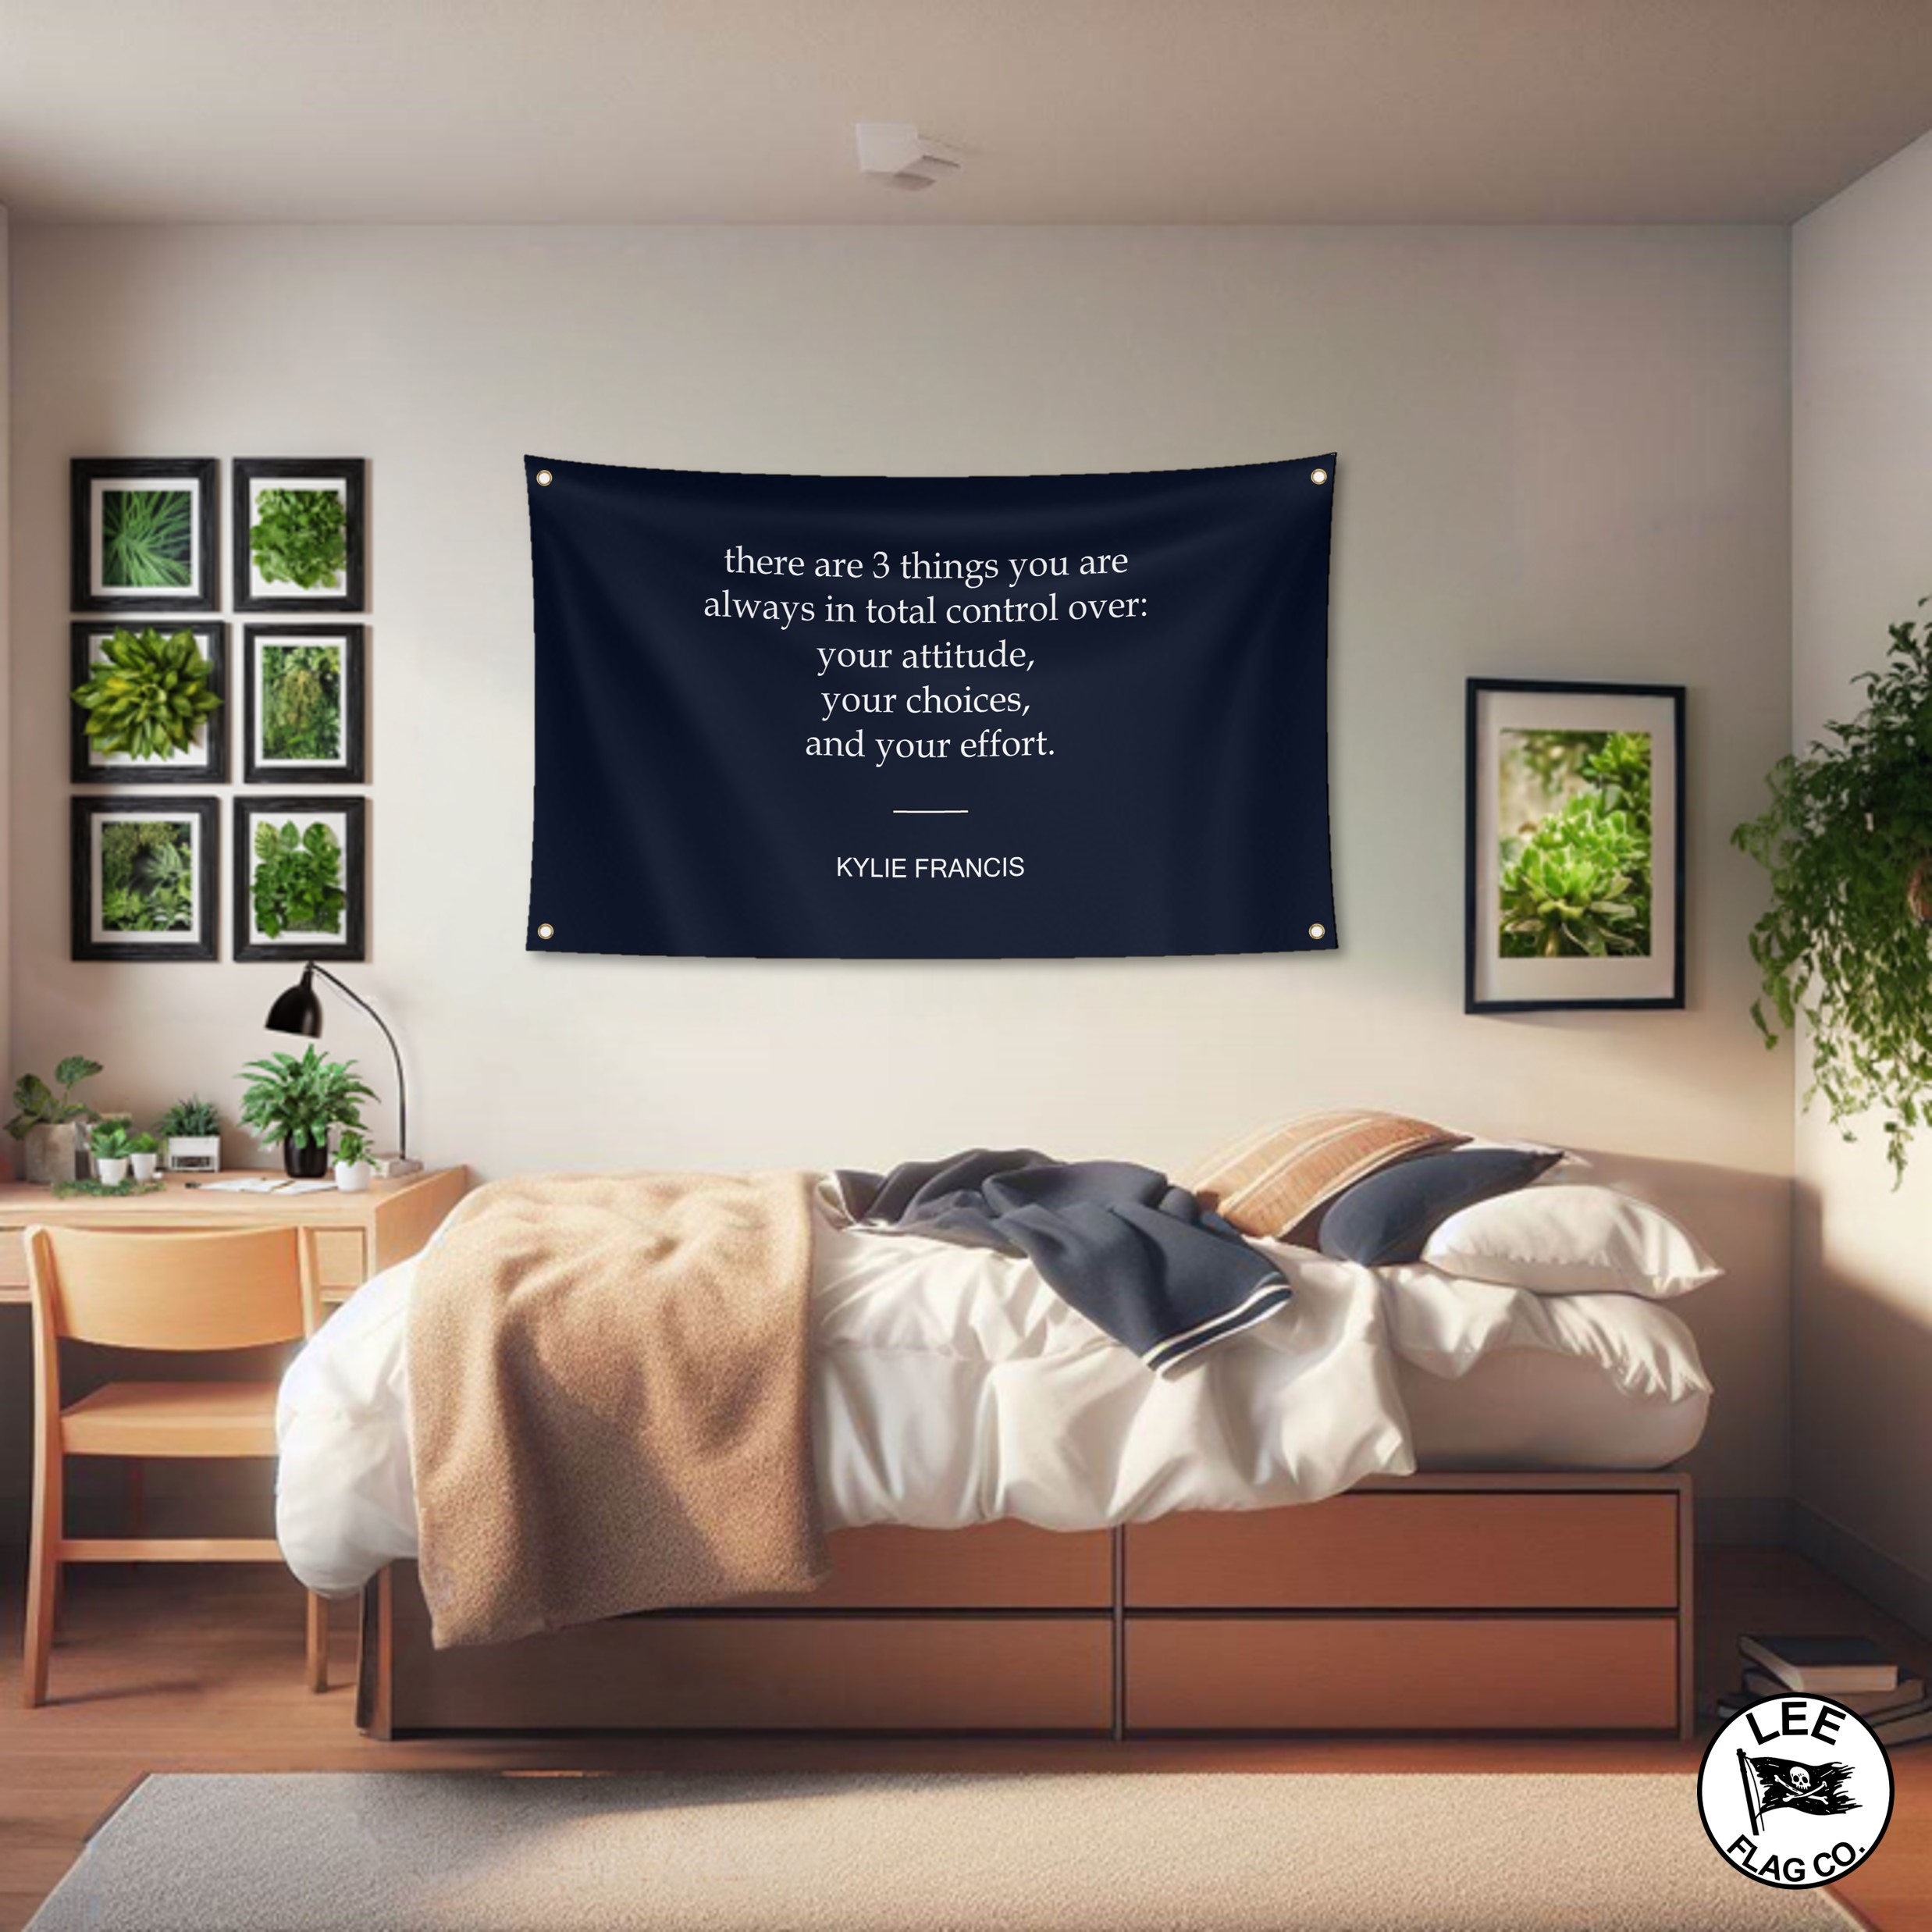 there are 3 things you are
always in total control over:
your attitude,
your choices,
and your effort.
KYLIE FRANCIS
LEE
FLAG CO.